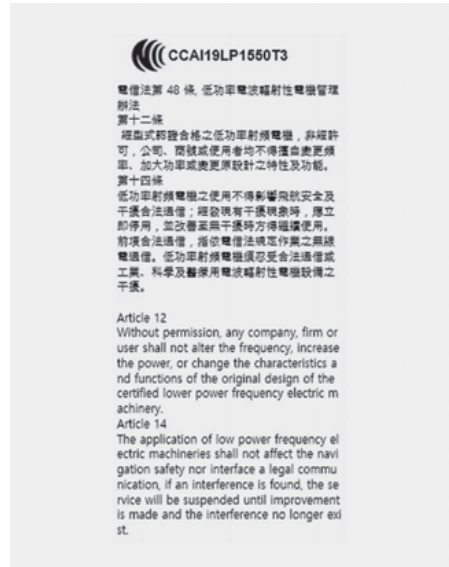 CCAI19LP1550T3
電信法第 48 條, 低功率電波輻射性電機管理
辦法
第十二條
經型式認證合格之低功率射頻電機，非經許
可，公司、商號或使用者均不得擅自變更頻
率、加大功率或變更原設計之特性及功能。
第十四條
低功率射頻電機之使用不得影響飛航安全及
干擾合法通信；經發現有干擾現象時，應立
即停用，並改善至無干擾時方得繼續使用。
前項合法通信，指依電信法規定作業之無線
電通信。低功率射頻電機須忍受合法通信或
工業、科學及醫療用電波輻射性電機設備之
干擾。
Article 12
Without permission, any company, firm or
user shall not alter the frequency, increase
the power, or change the characteristics a
nd functions of the original design of the
certified lower power frequency electric m
achinery.
Article 14
The application of low power frequency el
ectric machineries shall not affect the navi
gation safety nor interface a legal commu
nication, if an interference is found, the se
rvice will be suspended until improvement
is made and the interference no longer exi
st.